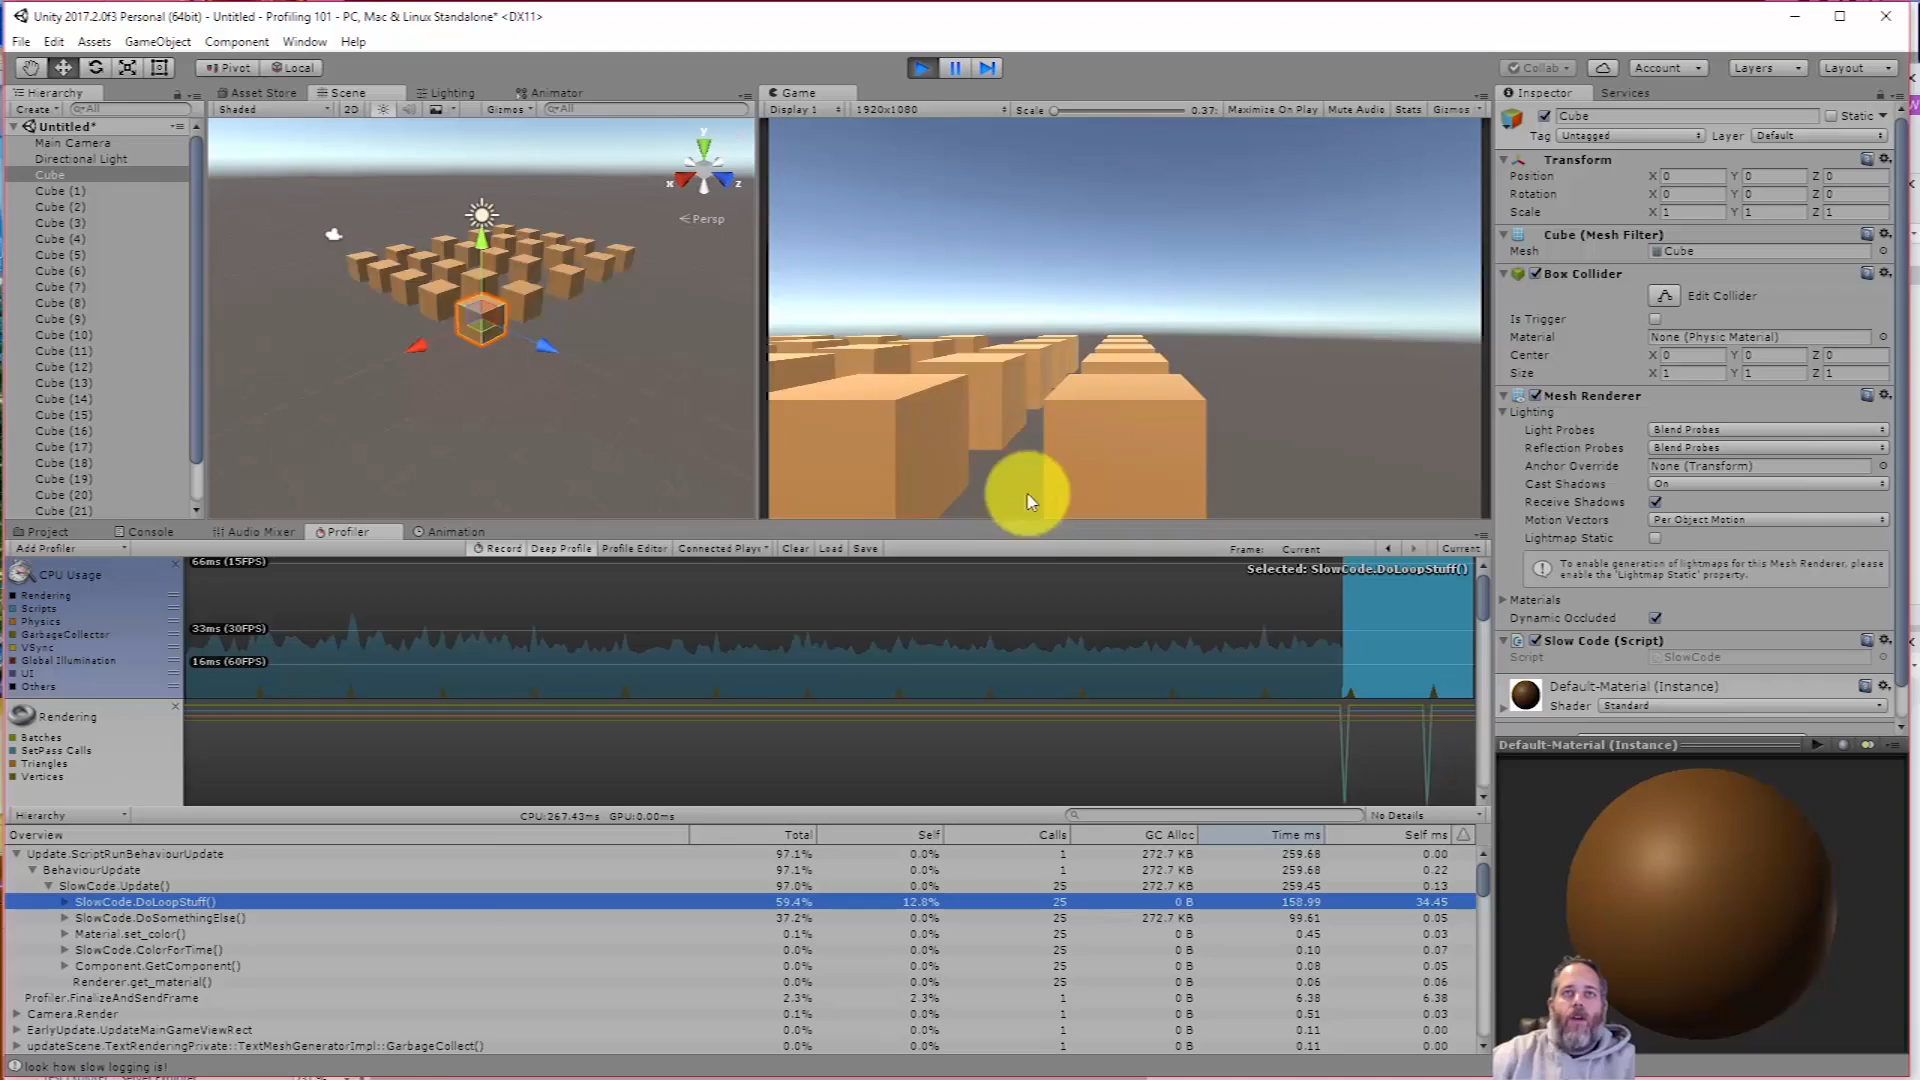 Unity 2017.2.0f3 Personal (64bit) - Untitled - Profiling 101 - PC, Mac & Linux Standalone* <DX11>
File Edit Assets GameObject Component Window Help
Pivot Local Collab Account Layers Layout
Hierarchy
Create All
Untitled*
Main Camera
Directional Light
Cube
Cube (1)
Cube (2)
Cube (3)
Cube (4)
Cube (5)
Cube (6)
Cube (7)
Cube (8)
Cube (9)
Cube (10)
Cube (11)
Cube (12)
Cube (13)
Cube (14)
Cube (15)
Cube (16)
Cube (17)
Cube (18)
Cube (19)
Cube (20)
Cube (21)
Asset Store Scene Lighting Animator
Shaded 2D Gizmos All
y
x z
Persp
Game
Display 1 1920x1080 Scale 0.37 Maximize On Play Mute Audio Stats Gizmos
Inspector Services
Cube Static
Tag Untagged Layer Default
Transform
Position X 0 Y 0 Z 0
Rotation X 0 Y 0 Z 0
Scale X 1 Y 1 Z 1
Cube (Mesh Filter)
Mesh Cube
Box Collider
Edit Collider
Is Trigger
Material None (Physic Material)
Center X 0 Y 0 Z 0
Size X 1 Y 1 Z 1
Mesh Renderer
Lighting
Light Probes Blend Probes
Reflection Probes Blend Probes
Anchor Override None (Transform)
Cast Shadows On
Receive Shadows
Motion Vectors Per Object Motion
Lightmap Static
To enable generation of lightmaps for this Mesh Renderer, please
enable the 'Lightmap Static' property.
Materials
Dynamic Occluded
Slow Code (Script)
Script SlowCode
Default-Material (Instance)
Shader Standard
Default-Material (Instance)
Project Console Audio Mixer Profiler Animation
Add Profiler Record Deep Profile Profile Editor Connected Play Clear Load Save Frame: Current Current
CPU Usage
Rendering
Scripts
Physics
GarbageCollector
VSync
Global Illumination
UI
Others
66ms (15FPS)
33ms (30FPS)
16ms (60FPS)
Selected: SlowCode.DoLoopStuff()
Rendering
Batches
SetPass Calls
Triangles
Vertices
Hierarchy CPU:267.43ms GPU:0.00ms No Details
Overview Total Self Calls GC Alloc Time ms Self ms
Update.ScriptRunBehaviourUpdate 97.1% 0.0% 1 272.7 KB 259.68 0.00
BehaviourUpdate 97.1% 0.0% 1 272.7 KB 259.68 0.22
SlowCode.Update() 97.0% 0.0% 25 272.7 KB 259.45 0.13
SlowCode.DoLoopStuff() 59.4% 12.8% 25 0 B 158.99 34.45
SlowCode.DoSomethingElse() 37.2% 0.0% 25 272.7 KB 99.61 0.05
Material.set_color() 0.1% 0.0% 25 0 B 0.45 0.03
SlowCode.ColorForTime() 0.0% 0.0% 25 0 B 0.10 0.07
Component.GetComponent() 0.0% 0.0% 25 0 B 0.08 0.05
Renderer.get_material() 0.0% 0.0% 25 0 B 0.06 0.06
Profiler.FinalizeAndSendFrame 2.3% 2.3% 1 0 B 6.38 6.38
Camera.Render 0.1% 0.0% 1 0 B 0.51 0.03
EarlyUpdate.UpdateMainGameViewRect 0.0% 0.0% 1 0 B 0.11 0.00
updateScene.TextRenderingPrivate::TextMeshGeneratorImpl::GarbageCollect() 0.0% 0.0% 1 0 B 0.11 0.11
look how slow logging is!